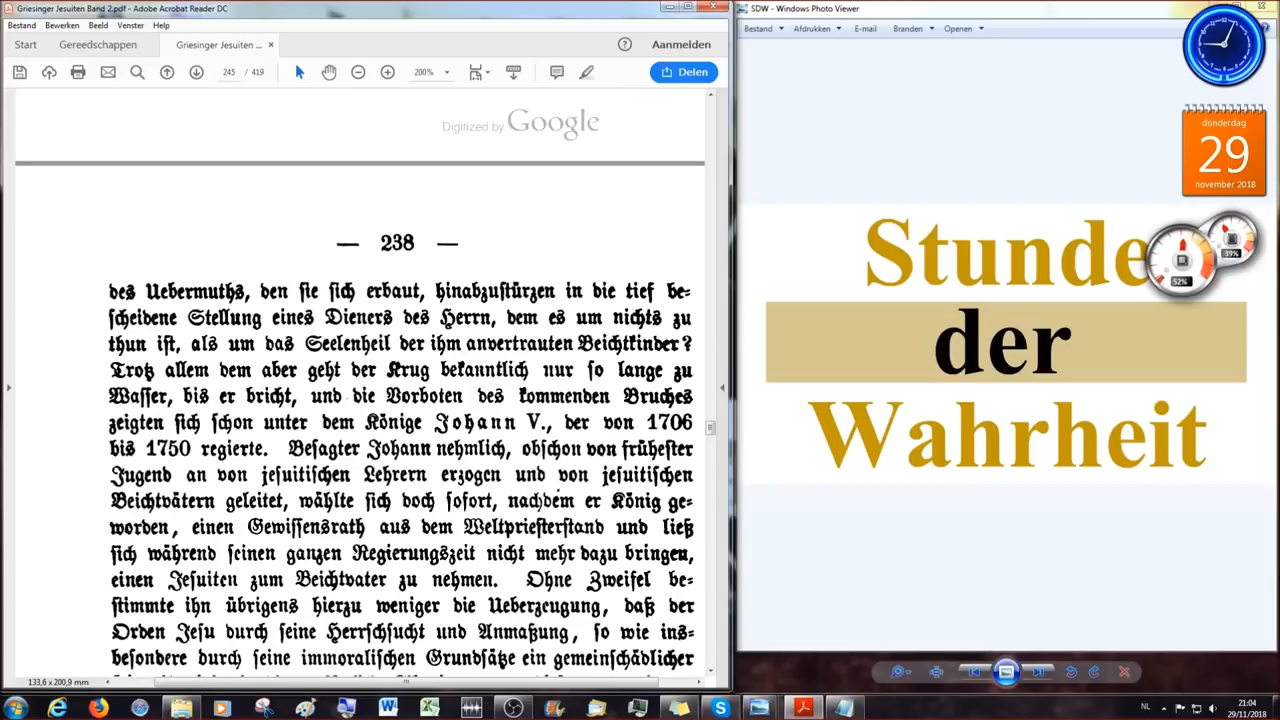 Griesinger Jesuiten Band 2.pdf - Adobe Acrobat Reader DC
Bestand Bewerken Beeld Venster Help
Start Gereedschappen Griesinger Jesuiten ... × Aanmelden
245 / 419 200% Delen
Digitized by Google
— 238 —
des Uebermuths, den sie sich erbaut, hinabzustürzen in die tief be-
scheidene Stellung eines Dieners des Herrn, dem es um nichts zu
thun ist, als um das Seelenheil der ihm anvertrauten Beichtkinder?
Trotz allem dem aber geht der Krug bekanntlich nur so lange zu
Wasser, bis er bricht, und die Vorboten des kommenden Bruches
zeigten sich schon unter dem Könige Johann V., der von 1706
bis 1750 regierte. Besagter Johann nehmlich, obschon von frühester
Jugend an von jesuitischen Lehrern erzogen und von jesuitischen
Beichtvätern geleitet, wählte sich doch sofort, nachdem er König ge-
worden, einen Gewissensrath aus dem Weltpriesterstand und ließ
sich während seinen ganzen Regierungszeit nicht mehr dazu bringen,
einen Jesuiten zum Beichtvater zu nehmen. Ohne Zweifel be-
stimmte ihn übrigens hierzu weniger die Ueberzeugung, daß der
Orden Jesu durch seine Herrschsucht und Anmaßung, so wie ins-
besondere durch seine immoralischen Grundsätze ein gemeinschädlicher
133,6 x 200,9 mm
SDW - Windows Photo Viewer
Bestand Afdrukken E-mail Branden Openen
donderdag
29
november 2018
39%
52%
Stunde
der
Wahrheit
NL
21:04
29/11/2018